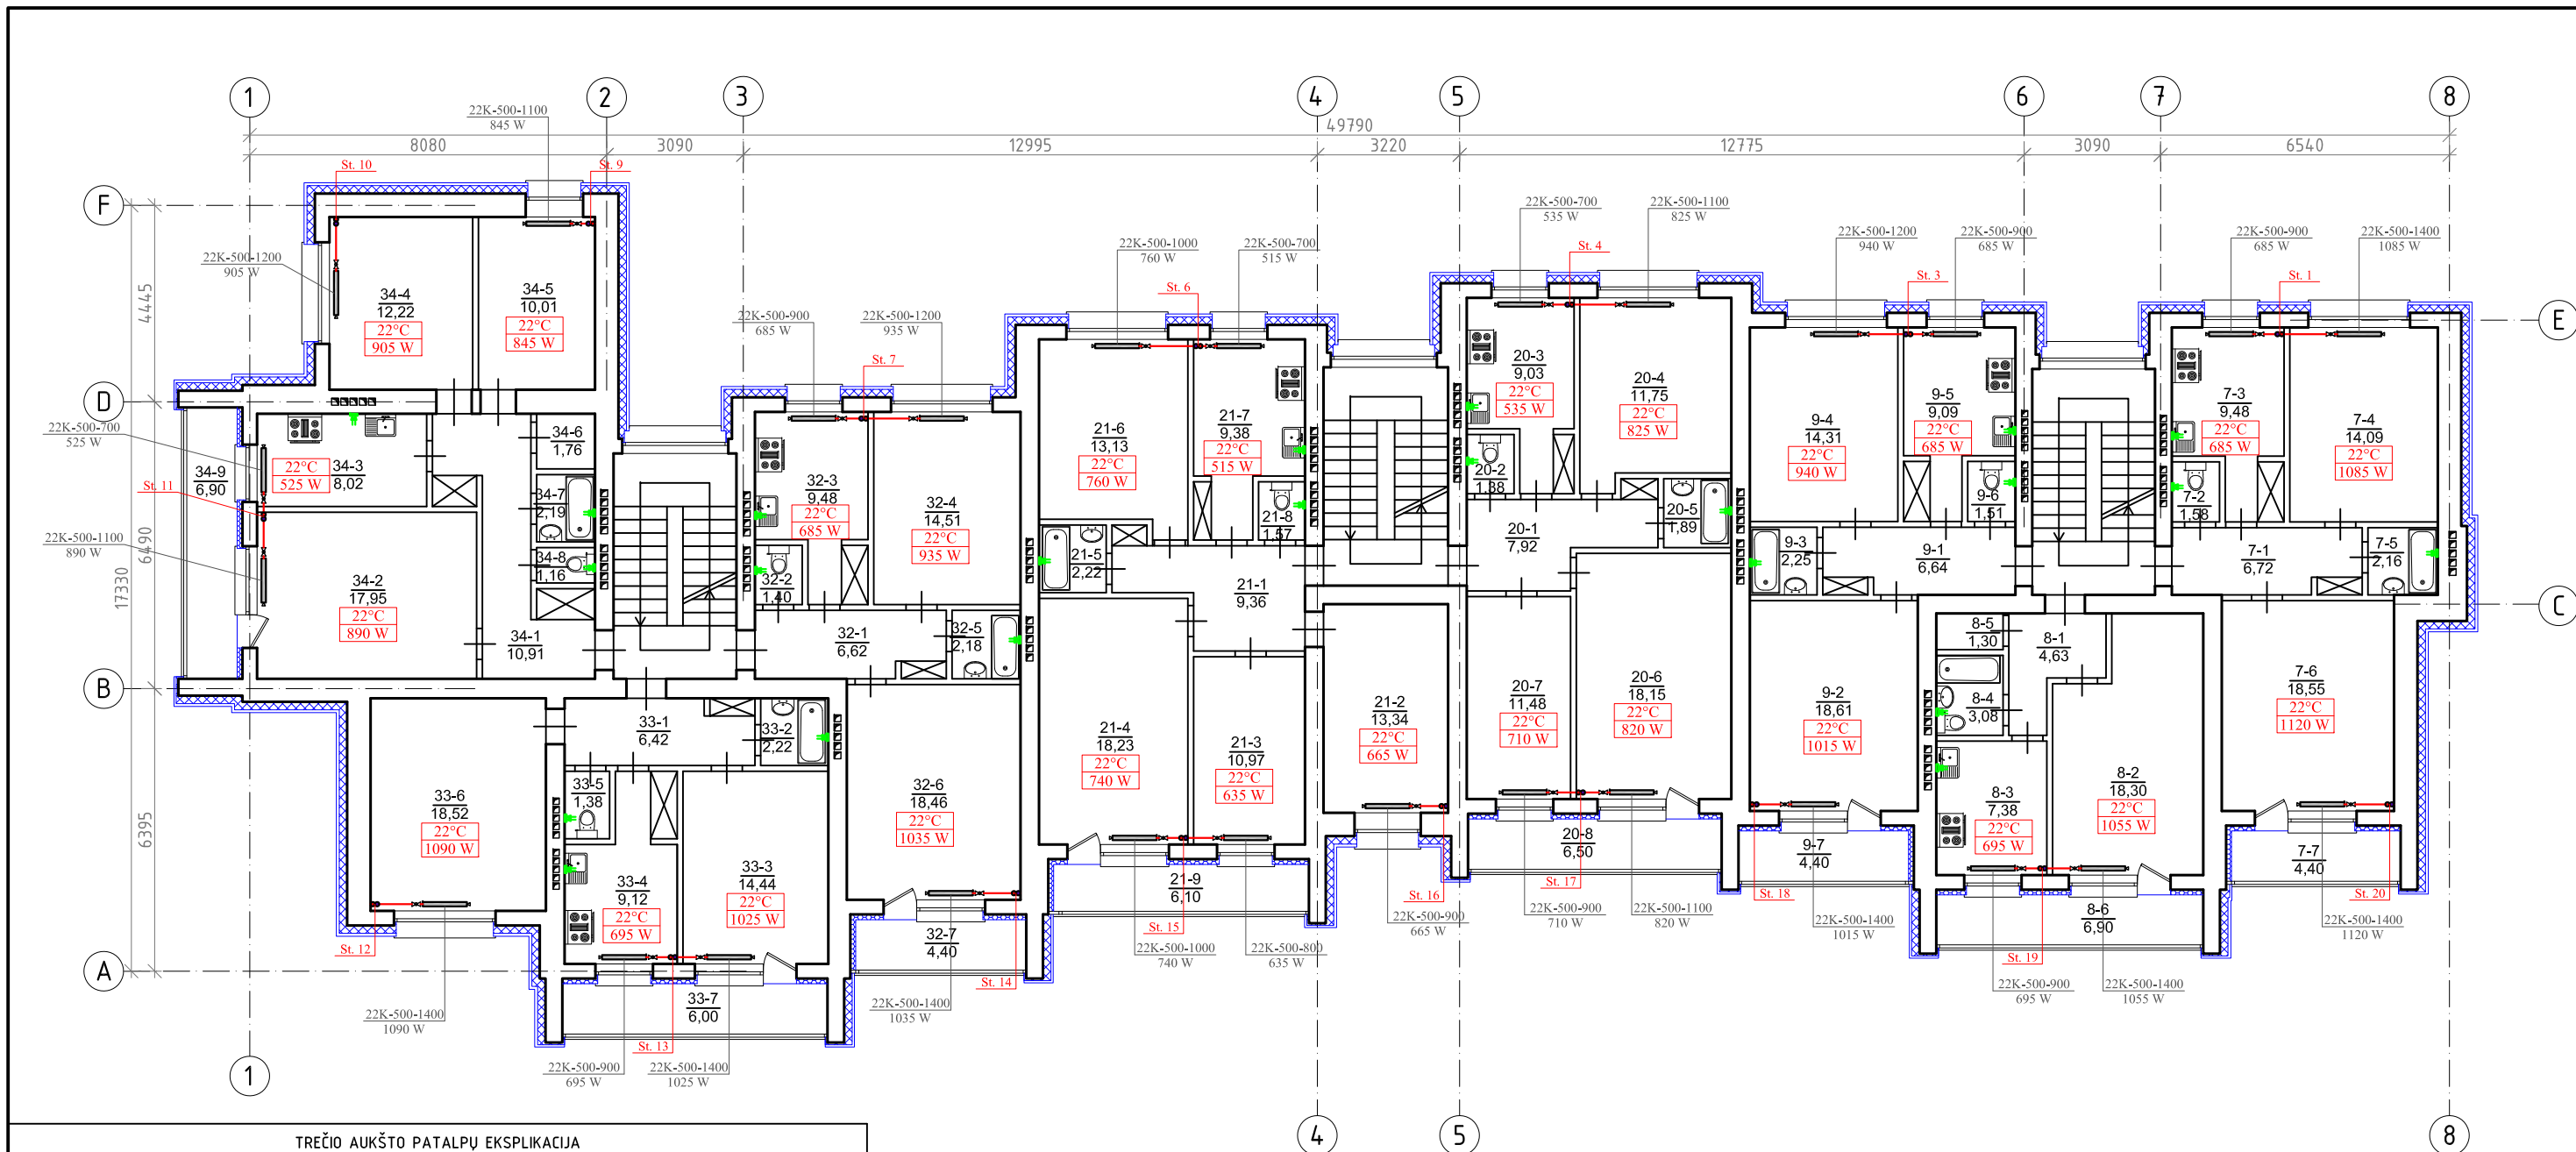 1
2
3
4
5
6
7
8
49790
8080
3090
12995
3220
12775
3090
6540
F
D
B
A
E
C
4445
6490
6395
17330
22K-500-1100
845 W
St. 10
St. 9
22K-500-1200
905 W
34-4
12,22
22°C
905 W
34-5
10,01
22°C
845 W
22K-500-700
525 W
St. 11
22K-500-1100
890 W
34-9
6,90
22°C
525 W
34-3
8,02
34-6
1,76
34-7
2,19
34-8
1,16
34-2
17,95
22°C
890 W
34-1
10,91
22K-500-900
685 W
22K-500-1200
935 W
St. 7
32-3
9,48
22°C
685 W
32-4
14,51
22°C
935 W
32-2
1,40
32-1
6,62
32-5
2,18
22K-500-1000
760 W
22K-500-700
515 W
St. 6
21-6
13,13
22°C
760 W
21-7
9,38
22°C
515 W
21-8
1,57
21-5
2,22
21-1
9,36
22K-500-700
535 W
22K-500-1100
825 W
St. 4
20-3
9,03
22°C
535 W
20-4
11,75
22°C
825 W
20-2
1,38
20-1
7,92
20-5
1,89
22K-500-1200
940 W
22K-500-900
685 W
St. 3
9-4
14,31
22°C
940 W
9-5
9,09
22°C
685 W
9-6
1,51
9-3
2,25
9-1
6,64
22K-500-900
685 W
22K-500-1400
1085 W
St. 1
7-3
9,48
22°C
685 W
7-4
14,09
22°C
1085 W
7-2
1,58
7-1
6,72
7-5
2,16
33-6
18,52
22°C
1090 W
33-1
6,42
33-2
2,22
33-5
1,38
33-4
9,12
22°C
695 W
33-3
14,44
22°C
1025 W
33-7
6,00
St. 12
22K-500-1400
1090 W
22K-500-900
695 W
St. 13
22K-500-1400
1025 W
32-6
18,46
22°C
1035 W
32-7
4,40
St. 14
22K-500-1400
1035 W
21-4
18,23
22°C
740 W
21-3
10,97
22°C
635 W
21-9
6,10
St. 15
22K-500-1000
740 W
22K-500-800
635 W
21-2
13,34
22°C
665 W
St. 16
22K-500-900
665 W
20-7
11,48
22°C
710 W
20-6
18,15
22°C
820 W
20-8
6,50
St. 17
22K-500-900
710 W
22K-500-1100
820 W
9-2
18,61
22°C
1015 W
9-7
4,40
St. 18
22K-500-1400
1015 W
8-5
1,30
8-1
4,63
8-4
3,08
8-3
7,38
22°C
695 W
8-2
18,30
22°C
1055 W
8-6
6,90
St. 19
22K-500-900
695 W
22K-500-1400
1055 W
7-6
18,55
22°C
1120 W
7-7
4,40
St. 20
22K-500-1400
1120 W
1
4
5
8
TREČIO AUKŠTO PATALPŲ EKSPLIKACIJA